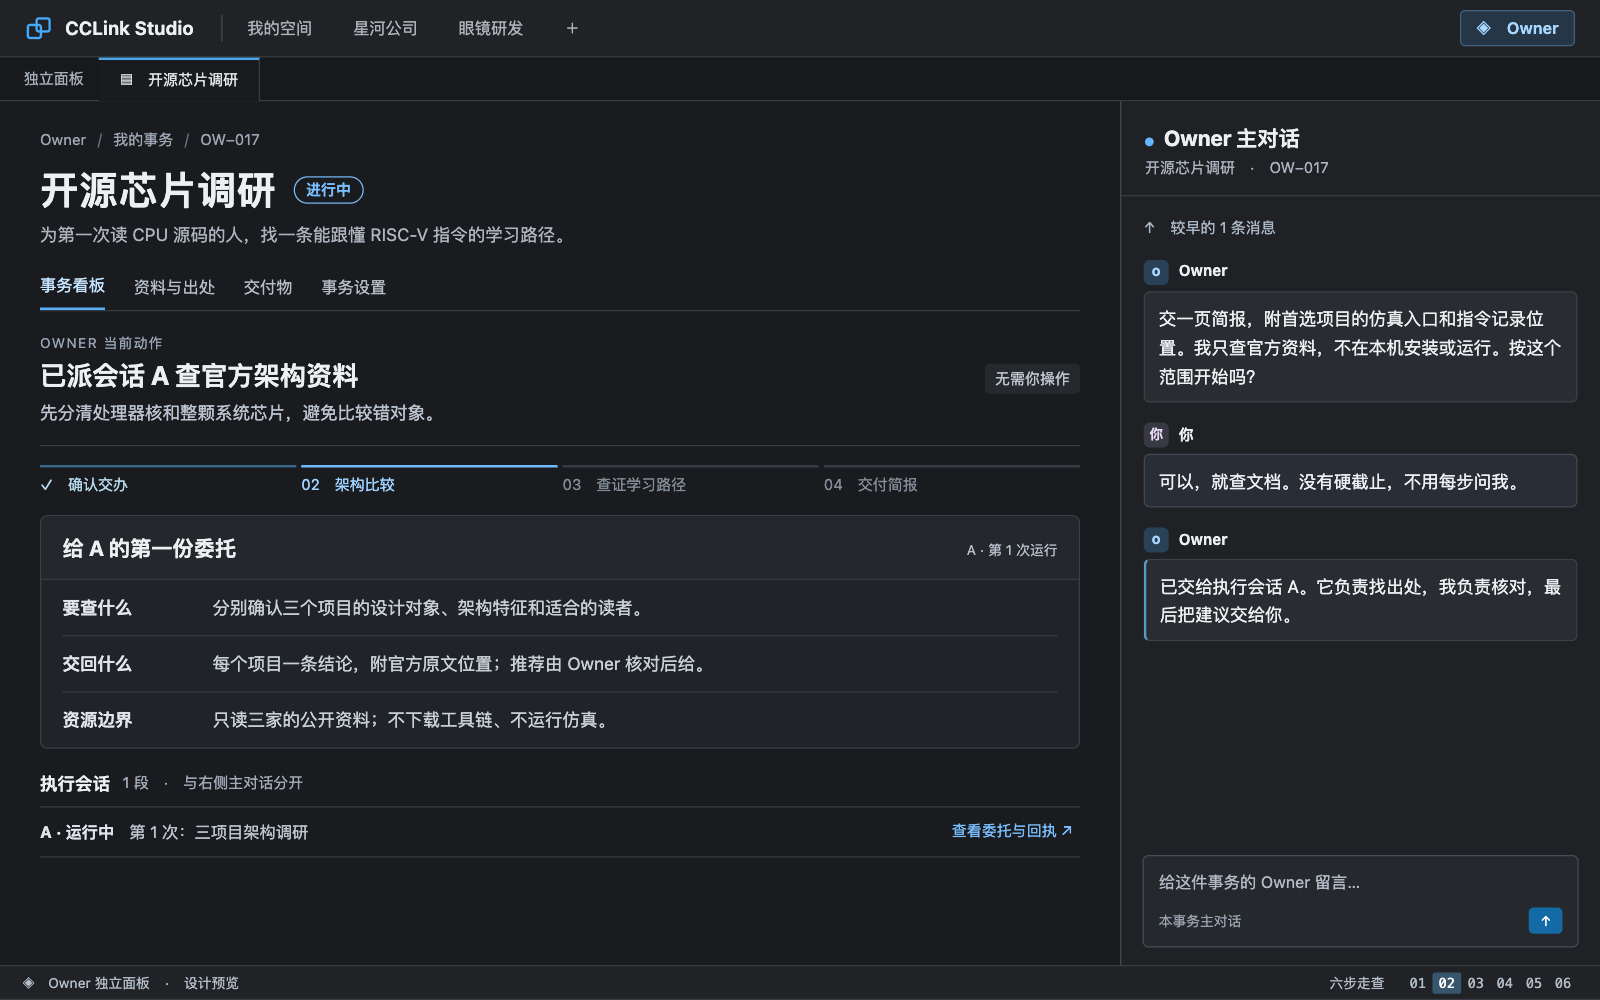 CCLink Studio
我的空间
星河公司
眼镜研发
+
Owner
独立面板
开源芯片调研
Owner / 我的事务 / OW-017
开源芯片调研
进行中
为第一次读 CPU 源码的人，找一条能跟懂 RISC-V 指令的学习路径。
事务看板
资料与出处
交付物
事务设置
OWNER 当前动作
已派会话 A 查官方架构资料
无需你操作
先分清处理器核和整颗系统芯片，避免比较错对象。
✓ 确认交办
02 架构比较
03 查证学习路径
04 交付简报
给 A 的第一份委托
A · 第 1 次运行
要查什么
分别确认三个项目的设计对象、架构特征和适合的读者。
交回什么
每个项目一条结论，附官方原文位置；推荐由 Owner 核对后给。
资源边界
只读三家的公开资料；不下载工具链、不运行仿真。
执行会话 1 段 · 与右侧主对话分开
A · 运行中 第 1 次：三项目架构调研
查看委托与回执 ↗
Owner 主对话
开源芯片调研 · OW-017
↑ 较早的 1 条消息
O Owner
交一页简报，附首选项目的仿真入口和指令记录位
置。我只查官方资料，不在本机安装或运行。按这个
范围开始吗？
你 你
可以，就查文档。没有硬截止，不用每步问我。
O Owner
已交给执行会话 A。它负责找出处，我负责核对，最
后把建议交给你。
给这件事务的 Owner 留言…
本事务主对话
↑
Owner 独立面板 · 设计预览
六步走查 01 02 03 04 05 06